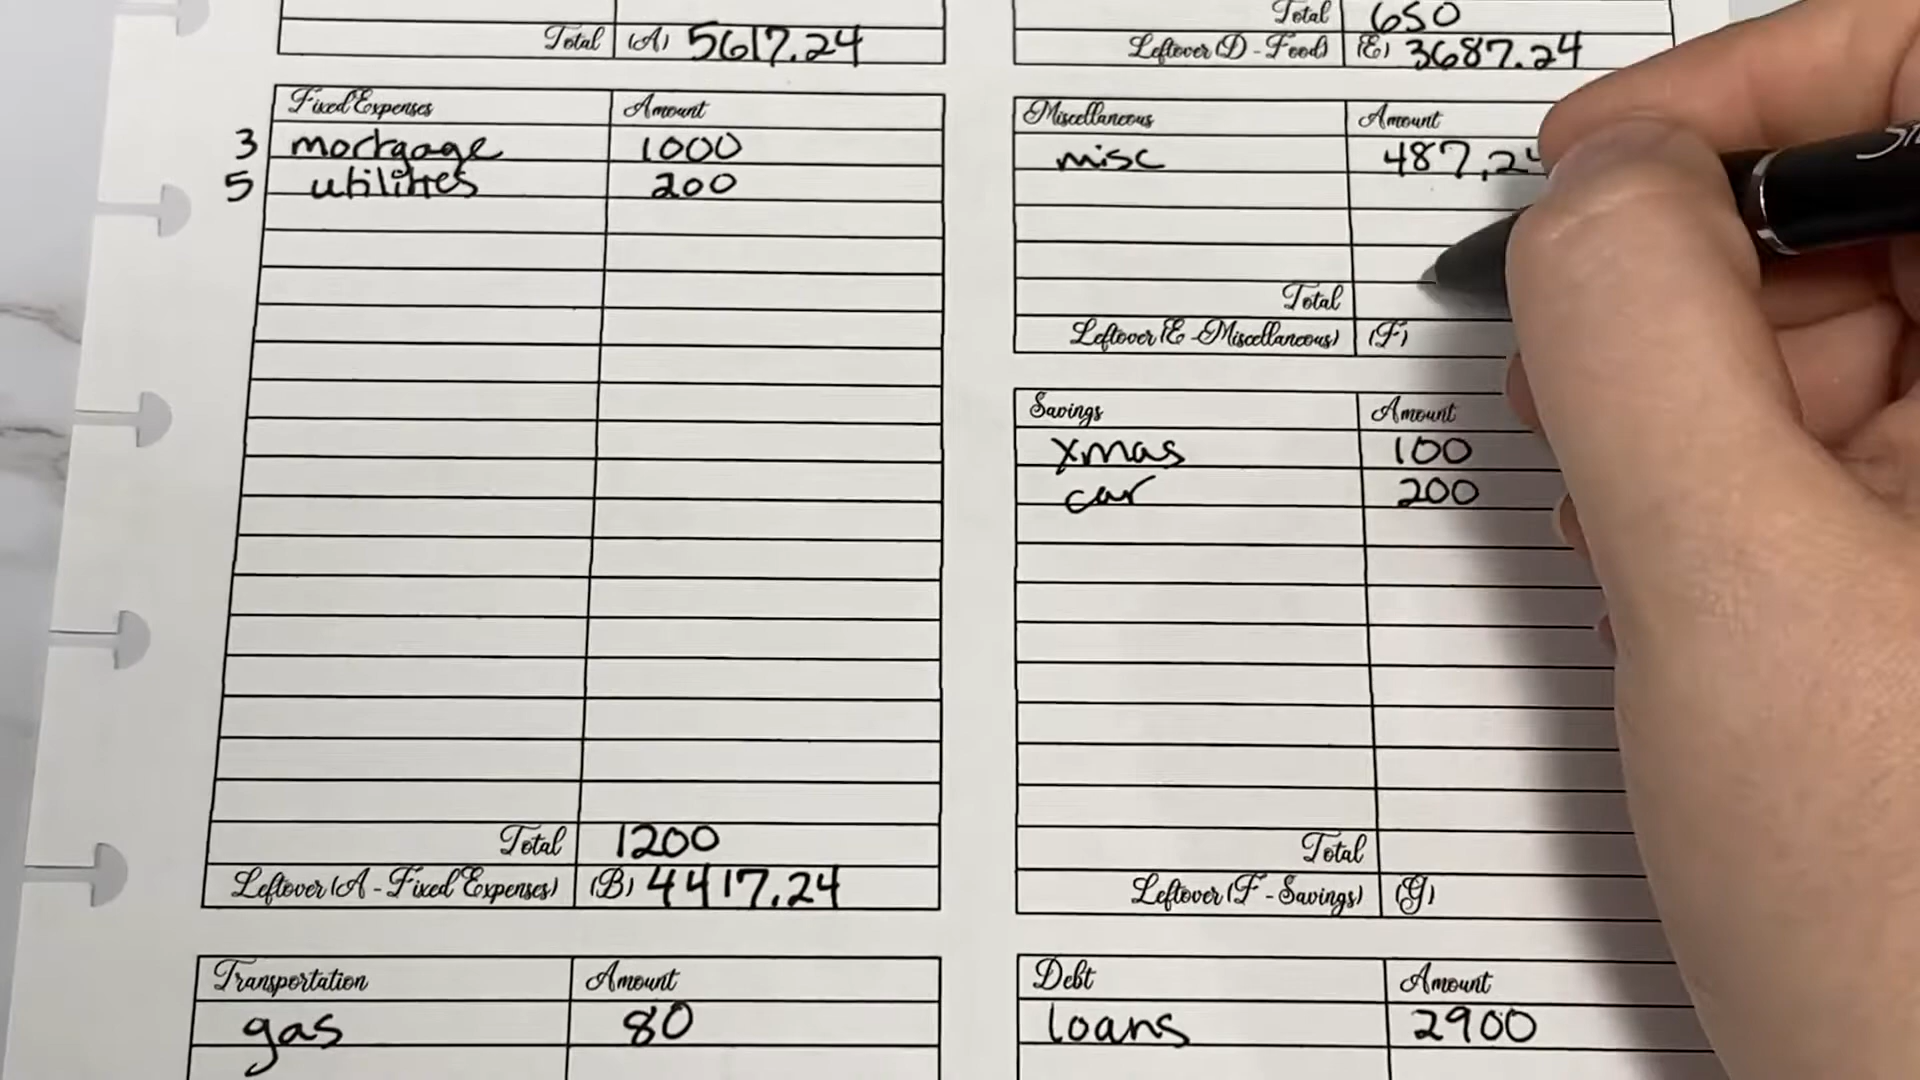 Total (A) 5617.24
Fixed Expenses Amount
3 mortgage 1000
5 utilities 200
Total 1200
Leftover (A - Fixed Expenses) (B) 4417.24
Transportation Amount
gas 80
Total 650
Leftover (D - Food) (E) 3687.24
Miscellaneous Amount
misc 487.24
Total
Leftover (E - Miscellaneous) (F)
Savings Amount
xmas 100
car 200
Total
Leftover (F - Savings) (G)
Debt Amount
loans 2900